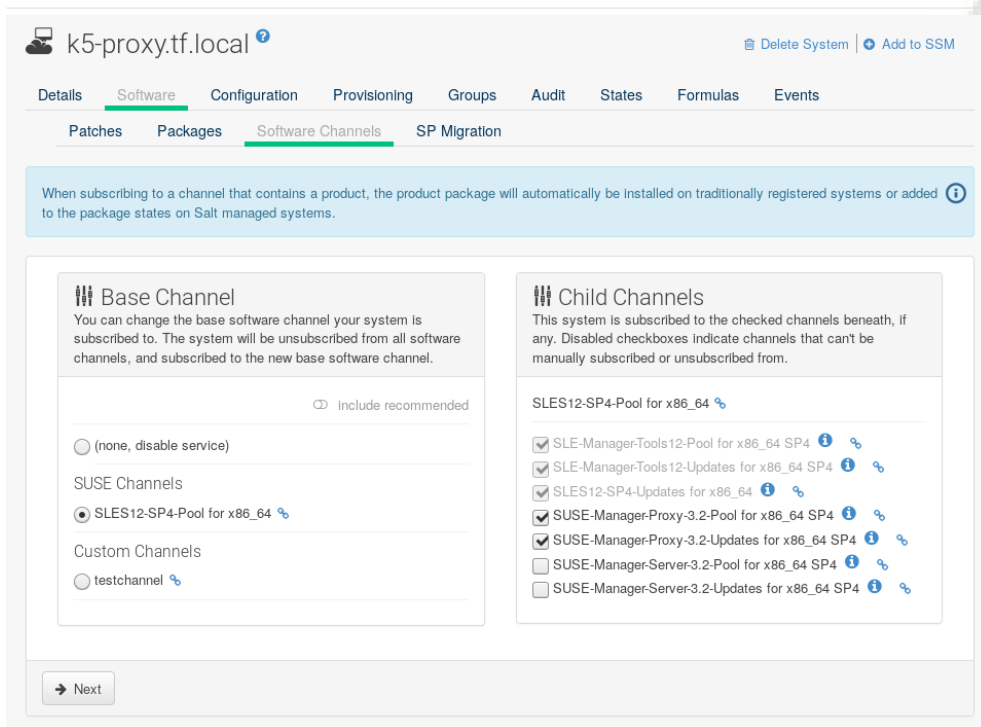 k5-proxy.tf.local
Delete System | Add to SSM
Details Software Configuration Provisioning Groups Audit States Formulas Events
Patches Packages Software Channels SP Migration
When subscribing to a channel that contains a product, the product package will automatically be installed on traditionally registered systems or added
to the package states on Salt managed systems.
Base Channel
You can change the base software channel your system is
subscribed to. The system will be unsubscribed from all software
channels, and subscribed to the new base software channel.
include recommended
(none, disable service)
SUSE Channels
SLES12-SP4-Pool for x86_64
Custom Channels
testchannel
Child Channels
This system is subscribed to the checked channels beneath, if
any. Disabled checkboxes indicate channels that can't be
manually subscribed or unsubscribed from.
SLES12-SP4-Pool for x86_64
SLE-Manager-Tools12-Pool for x86_64 SP4
SLE-Manager-Tools12-Updates for x86_64 SP4
SLES12-SP4-Updates for x86_64
SUSE-Manager-Proxy-3.2-Pool for x86_64 SP4
SUSE-Manager-Proxy-3.2-Updates for x86_64 SP4
SUSE-Manager-Server-3.2-Pool for x86_64 SP4
SUSE-Manager-Server-3.2-Updates for x86_64 SP4
Next